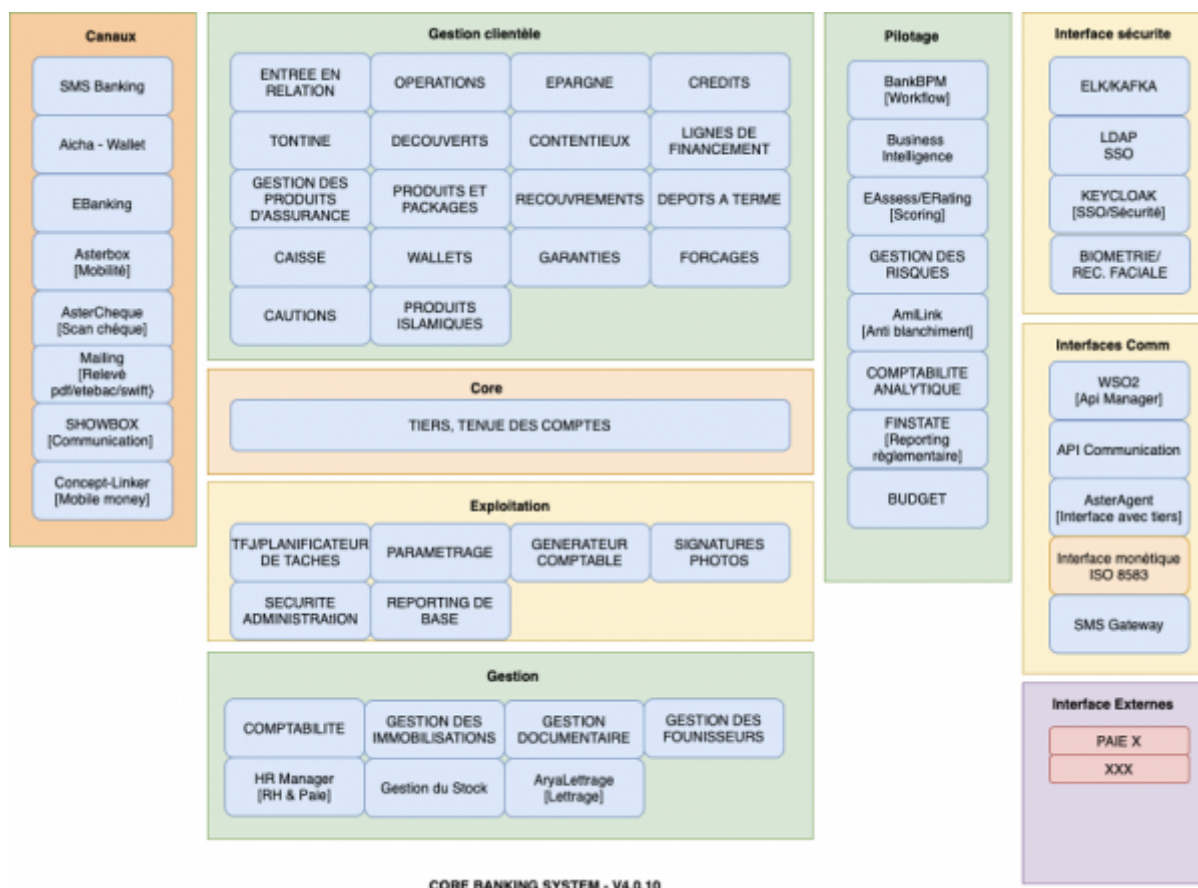 Canaux
SMS Banking
Aicha - Wallet
EBanking
Asterbox
[Mobilité]
AsterCheque
[Scan chéque]
Mailing
[Relevé
pdf/etebac/swift}
SHOWBOX
[Communication]
Concept-Linker
[Mobile money]
Gestion clientèle
ENTREE EN
RELATION
OPERATIONS
EPARGNE
CREDITS
TONTINE
DECOUVERTS
CONTENTIEUX
LIGNES DE
FINANCEMENT
GESTION DES
PRODUITS
D'ASSURANCE
PRODUITS ET
PACKAGES
RECOUVREMENTS
DEPOTS A TERME
CAISSE
WALLETS
GARANTIES
FORCAGES
CAUTIONS
PRODUITS
ISLAMIQUES
Core
TIERS, TENUE DES COMPTES
Exploitation
TFJ/PLANIFICATEUR
DE TACHES
PARAMETRAGE
GENERATEUR
COMPTABLE
SIGNATURES
PHOTOS
SECURITE
ADMINISTRAtION
REPORTING DE
BASE
Gestion
COMPTABILITE
GESTION DES
IMMOBILISATIONS
GESTION
DOCUMENTAIRE
GESTION DES
FOUNISSEURS
HR Manager
[RH & Paie]
Gestion du Stock
AryaLettrage
[Lettrage]
Pilotage
BankBPM
[Workflow]
Business
Intelligence
EAssess/ERating
[Scoring]
GESTION DES
RISQUES
AmlLink
[Anti blanchiment]
COMPTABILITE
ANALYTIQUE
FINSTATE
[Reporting
règlementaire]
BUDGET
Interface sécurite
ELK/KAFKA
LDAP
SSO
KEYCLOAK
[SSO/Sécurité]
BIOMETRIE/
REC. FACIALE
Interfaces Comm
WSO2
[Api Manager]
API Communication
AsterAgent
[Interface avec tiers]
Interface monétique
ISO 8583
SMS Gateway
Interface Externes
PAIE X
XXX
CORE BANKING SYSTEM - V4.0.10